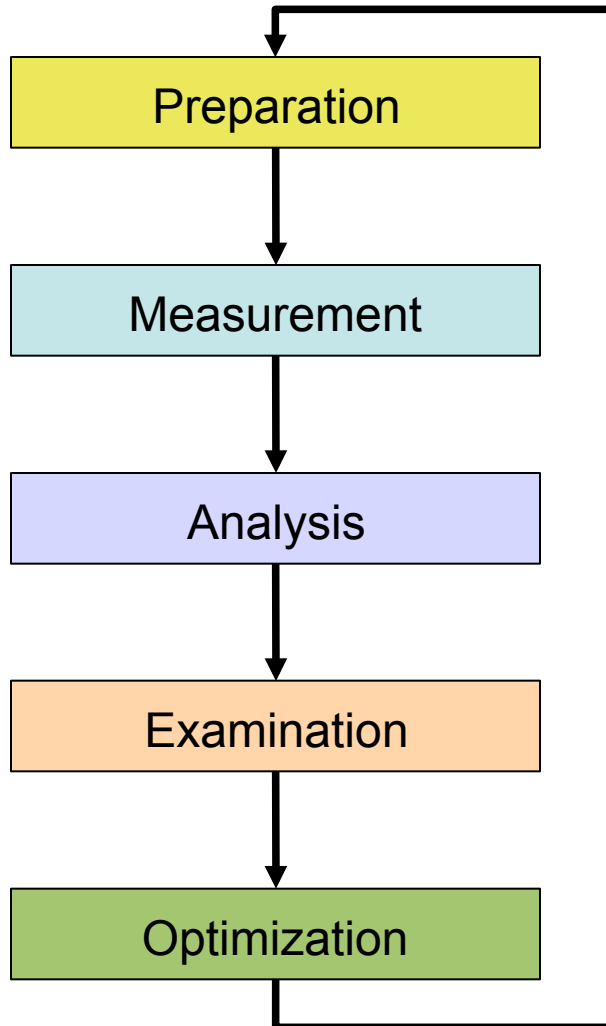 Preparation
Measurement
Analysis
Examination
Optimization